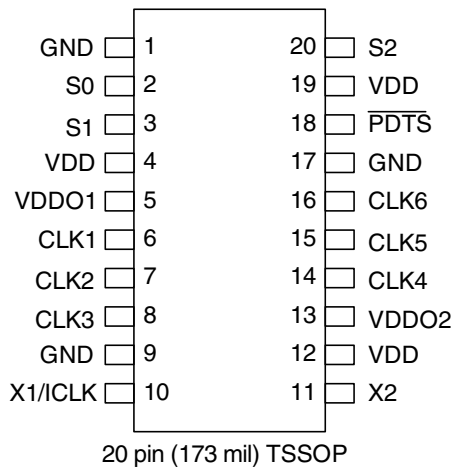 GND 1 20 S2
S0 2 19 VDD
S1 3 18 PDTS
VDD 4 17 GND
VDDO1 5 16 CLK6
CLK1 6 15 CLK5
CLK2 7 14 CLK4
CLK3 8 13 VDDO2
GND 9 12 VDD
X1/ICLK 10 11 X2
20 pin (173 mil) TSSOP